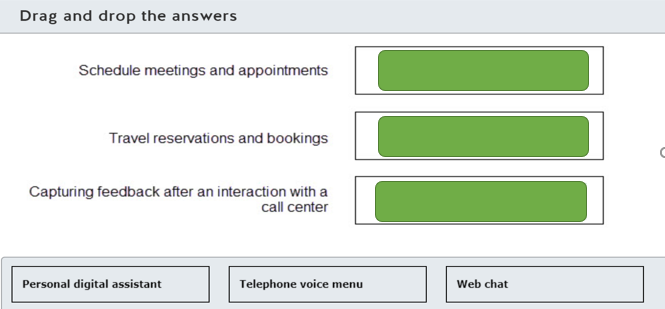 Drag and drop the answers
Schedule meetings and appointments
Travel reservations and bookings
Capturing feedback after an interaction with a
call center
Personal digital assistant
Telephone voice menu
Web chat